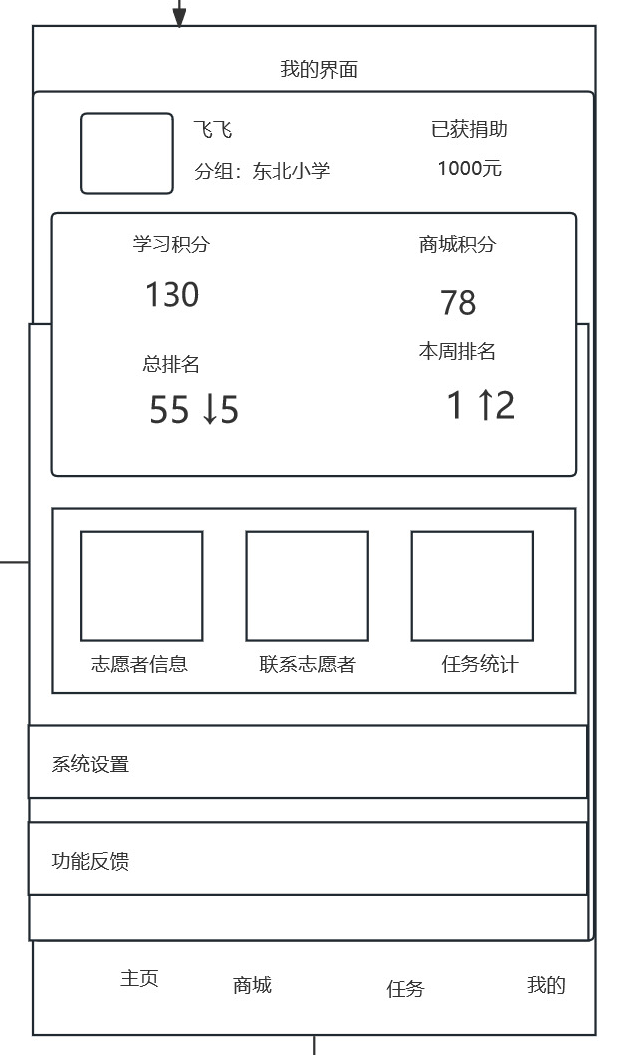 我的界面
飞飞
已获捐助
分组：东北小学
1000元
学习积分
商城积分
130
78
总排名
本周排名
55 ↓5
1 ↑2
志愿者信息
联系志愿者
任务统计
系统设置
功能反馈
主页
商城
任务
我的